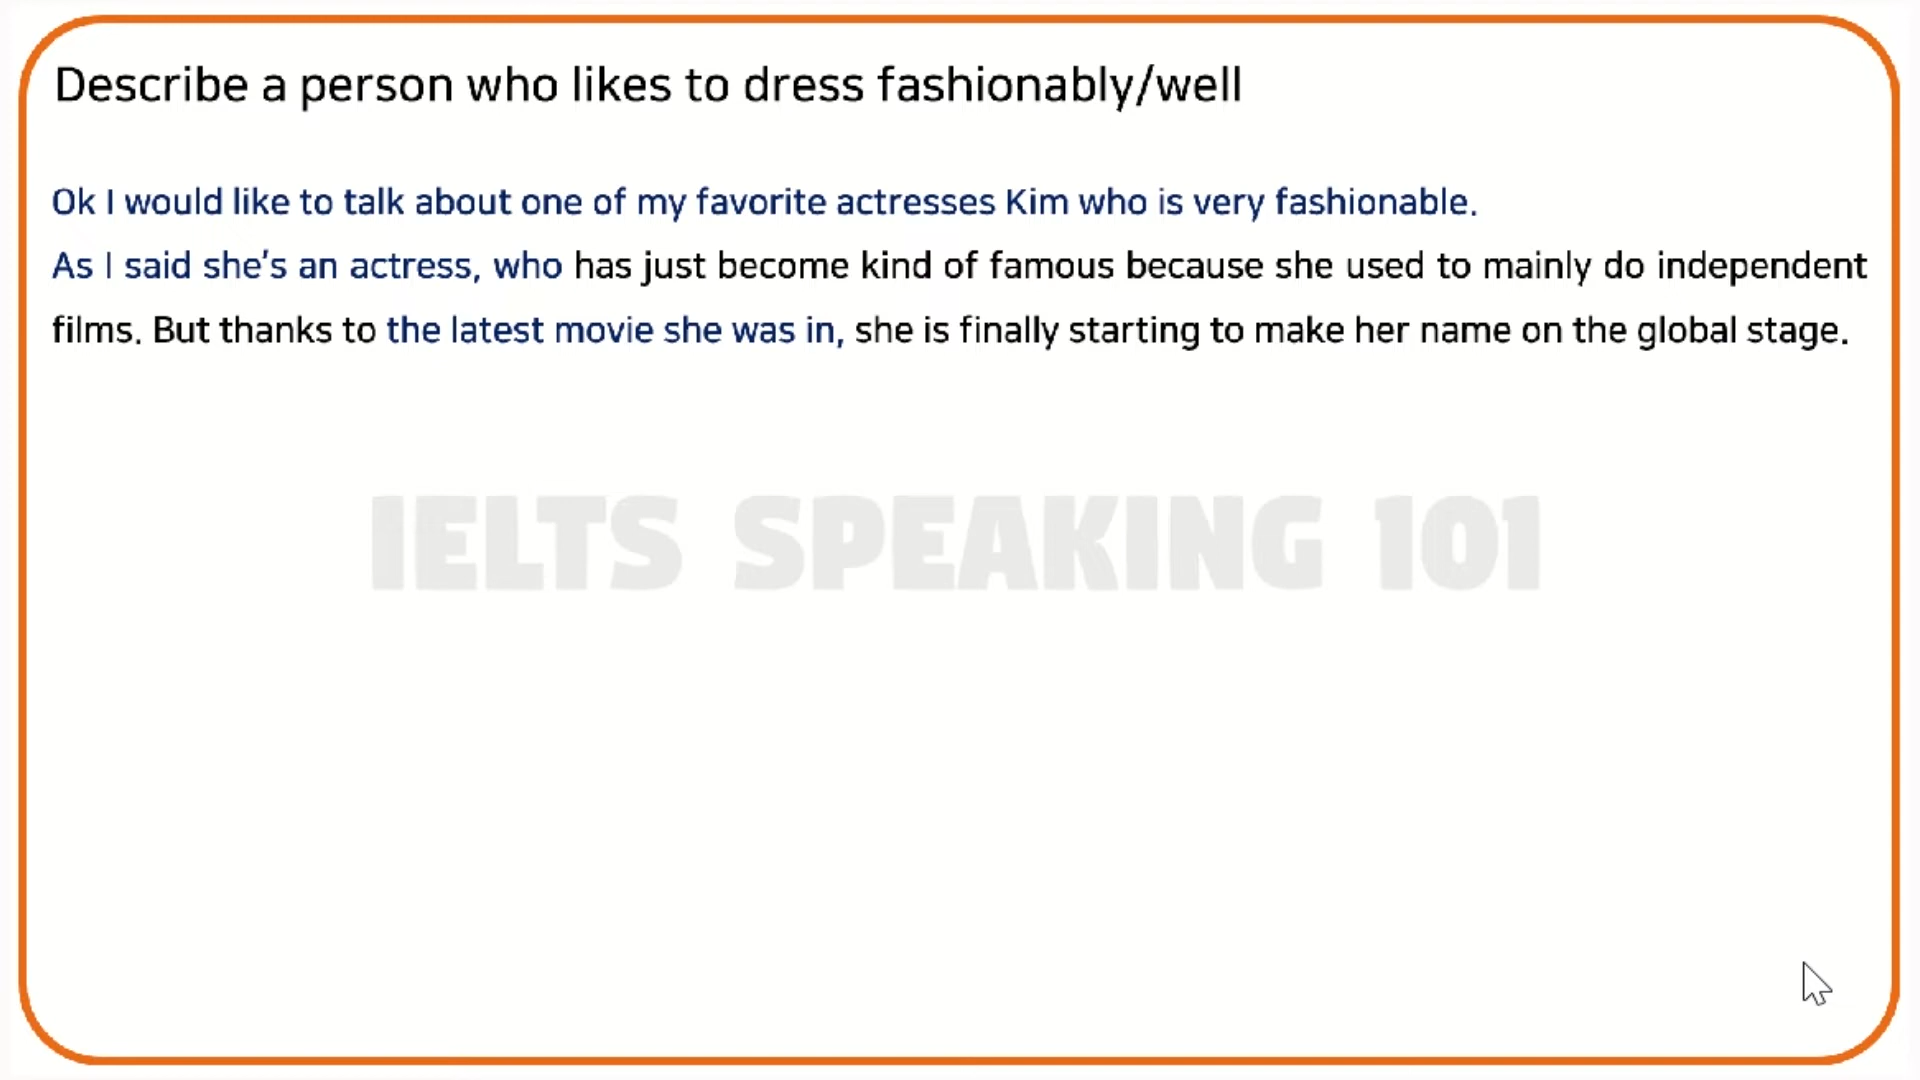 Describe a person who likes to dress fashionably/well
Ok I would like to talk about one of my favorite actresses Kim who is very fashionable.
As I said she's an actress, who has just become kind of famous because she used to mainly do independent
films. But thanks to the latest movie she was in, she is finally starting to make her name on the global stage.
IELTS SPEAKING 101